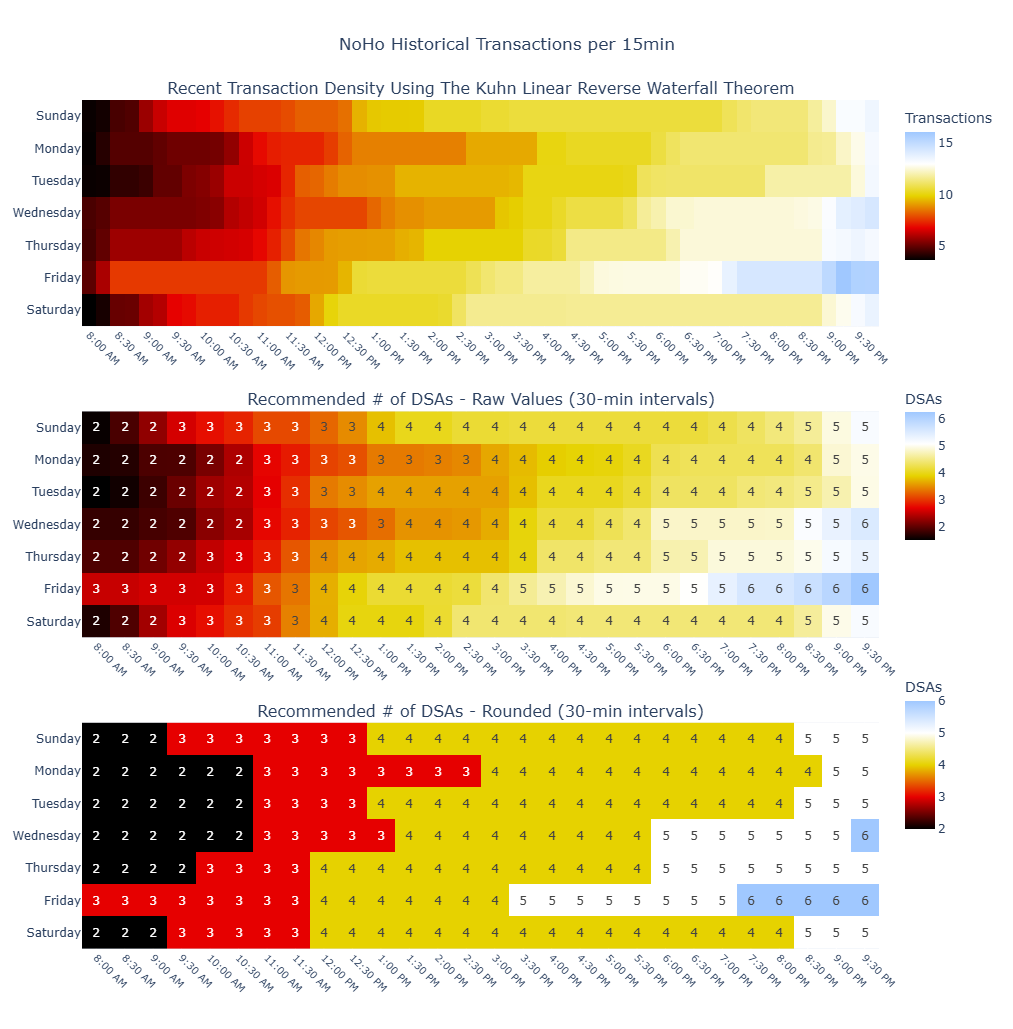 NoHo Historical Transactions per 15min
Recent Transaction Density Using The Kuhn Linear Reverse Waterfall Theorem
Sunday
Monday
Tuesday
Wednesday
Thursday
Friday
Saturday
8:00 AM 8:30 AM 9:00 AM 9:30 AM 10:00 AM 10:30 AM 11:00 AM 11:30 AM 12:00 PM 12:30 PM 1:00 PM 1:30 PM 2:00 PM 2:30 PM 3:00 PM 3:30 PM 4:00 PM 4:30 PM 5:00 PM 5:30 PM 6:00 PM 6:30 PM 7:00 PM 7:30 PM 8:00 PM 8:30 PM 9:00 PM 9:30 PM
Transactions
15
10
5
Recommended # of DSAs - Raw Values (30-min intervals)
Sunday 2 2 2 3 3 3 3 3 3 3 4 4 4 4 4 4 4 4 4 4 4 4 4 4 4 5 5 5
Monday 2 2 2 2 2 2 3 3 3 3 3 3 3 3 4 4 4 4 4 4 4 4 4 4 4 4 5 5
Tuesday 2 2 2 2 2 2 3 3 3 3 4 4 4 4 4 4 4 4 4 4 4 4 4 4 4 5 5 5
Wednesday 2 2 2 2 2 2 3 3 3 3 3 4 4 4 4 4 4 4 4 4 5 5 5 5 5 5 5 6
Thursday 2 2 2 2 3 3 3 3 4 4 4 4 4 4 4 4 4 4 4 4 5 5 5 5 5 5 5 5
Friday 3 3 3 3 3 3 3 3 4 4 4 4 4 4 4 5 5 5 5 5 5 5 5 6 6 6 6 6
Saturday 2 2 2 3 3 3 3 3 4 4 4 4 4 4 4 4 4 4 4 4 4 4 4 4 4 5 5 5
8:00 AM 8:30 AM 9:00 AM 9:30 AM 10:00 AM 10:30 AM 11:00 AM 11:30 AM 12:00 PM 12:30 PM 1:00 PM 1:30 PM 2:00 PM 2:30 PM 3:00 PM 3:30 PM 4:00 PM 4:30 PM 5:00 PM 5:30 PM 6:00 PM 6:30 PM 7:00 PM 7:30 PM 8:00 PM 8:30 PM 9:00 PM 9:30 PM
DSAs
6
5
4
3
2
Recommended # of DSAs - Rounded (30-min intervals)
Sunday 2 2 2 3 3 3 3 3 3 3 4 4 4 4 4 4 4 4 4 4 4 4 4 4 4 5 5 5
Monday 2 2 2 2 2 2 3 3 3 3 3 3 3 3 4 4 4 4 4 4 4 4 4 4 4 4 5 5
Tuesday 2 2 2 2 2 2 3 3 3 3 4 4 4 4 4 4 4 4 4 4 4 4 4 4 4 5 5 5
Wednesday 2 2 2 2 2 2 3 3 3 3 3 4 4 4 4 4 4 4 4 4 5 5 5 5 5 5 5 6
Thursday 2 2 2 2 3 3 3 3 4 4 4 4 4 4 4 4 4 4 4 4 5 5 5 5 5 5 5 5
Friday 3 3 3 3 3 3 3 3 4 4 4 4 4 4 4 5 5 5 5 5 5 5 5 6 6 6 6 6
Saturday 2 2 2 3 3 3 3 3 4 4 4 4 4 4 4 4 4 4 4 4 4 4 4 4 4 5 5 5
8:00 AM 8:30 AM 9:00 AM 9:30 AM 10:00 AM 10:30 AM 11:00 AM 11:30 AM 12:00 PM 12:30 PM 1:00 PM 1:30 PM 2:00 PM 2:30 PM 3:00 PM 3:30 PM 4:00 PM 4:30 PM 5:00 PM 5:30 PM 6:00 PM 6:30 PM 7:00 PM 7:30 PM 8:00 PM 8:30 PM 9:00 PM 9:30 PM
DSAs
6
5
4
3
2